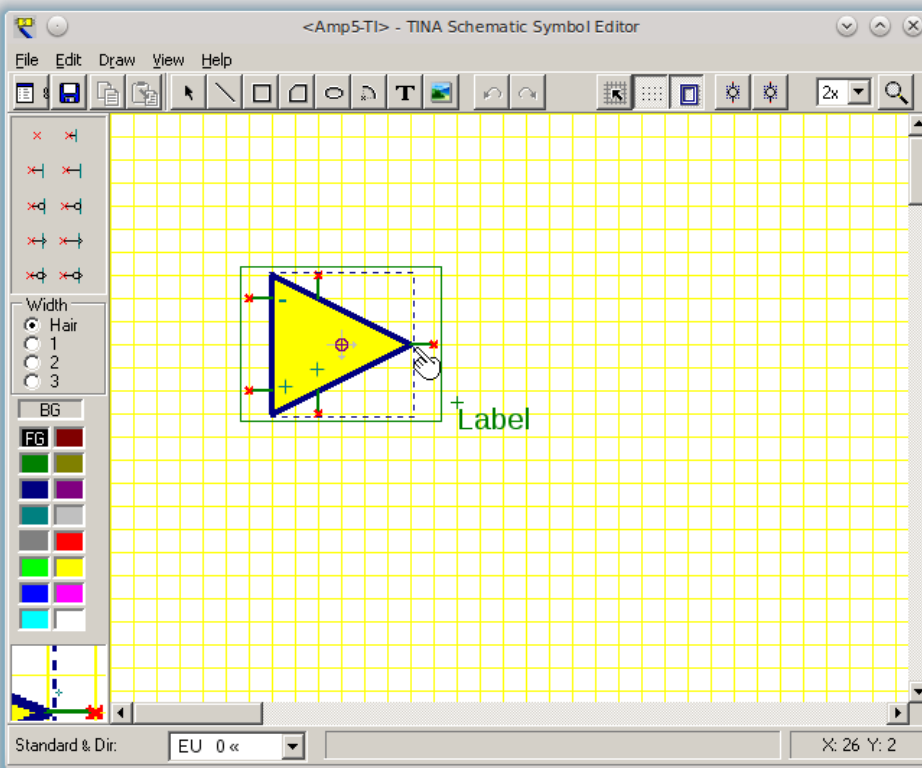 <Amp5-TI> - TINA Schematic Symbol Editor
File Edit Draw View Help
T
2x
Width
Hair
1
2
3
BG
FG
- 
+
Label
Standard & Dir:
EU 0 «
X: 26 Y: 2